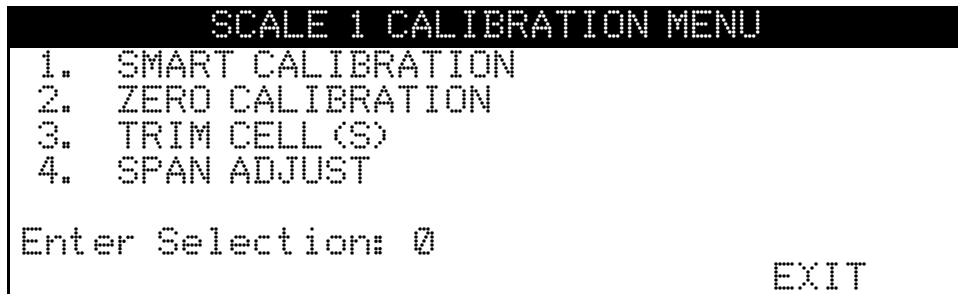 SCALE 1 CALIBRATION MENU
1. SMART CALIBRATION
2. ZERO CALIBRATION
3. TRIM CELL(S)
4. SPAN ADJUST
Enter Selection: 0
EXIT